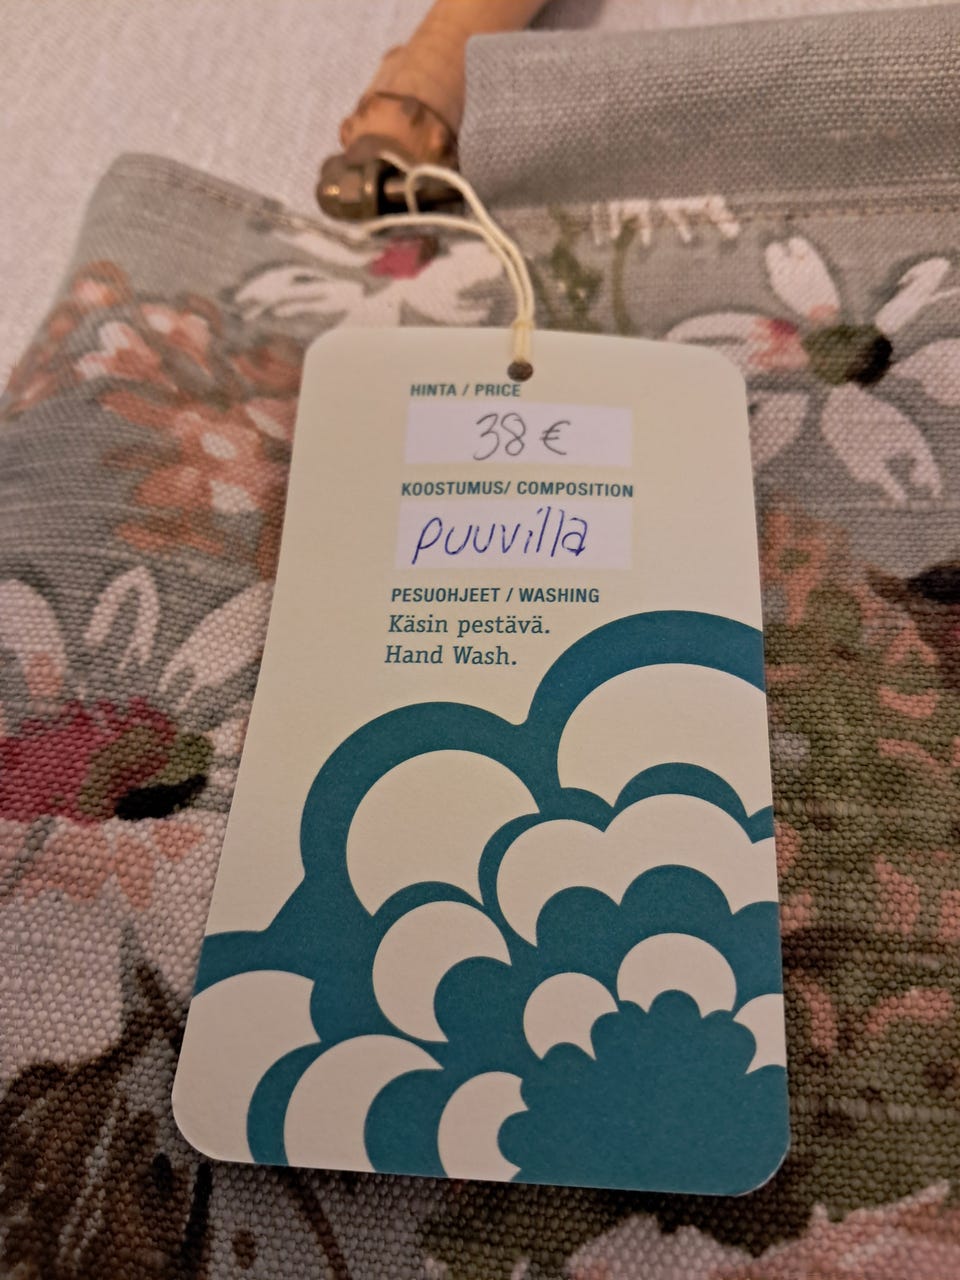 HINTA / PRICE
38 €
KOOSTUMUS/ COMPOSITION
puuvilla
PESUOHJEET / WASHING
Käsin pestävä.
Hand Wash.